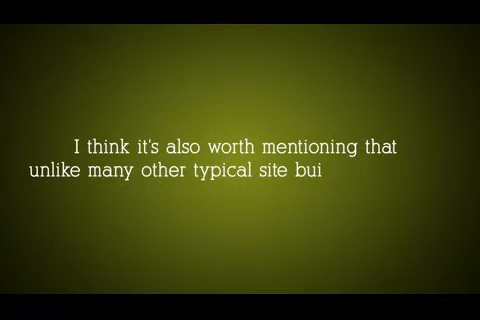 I think it's also worth mentioning that
unlike many other typical site bui